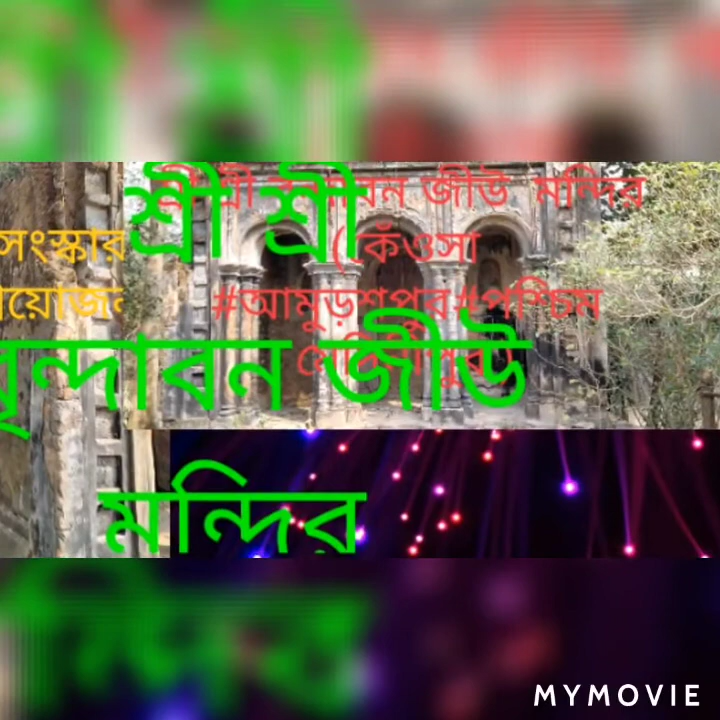 শ্রী শ্রী
বৃন্দাবন জীউ
মন্দির
জীউ মন্দির
(কেঁওসা
#আমুড়শপুর#পশ্চিম
সংস্কার
MYMOVIE